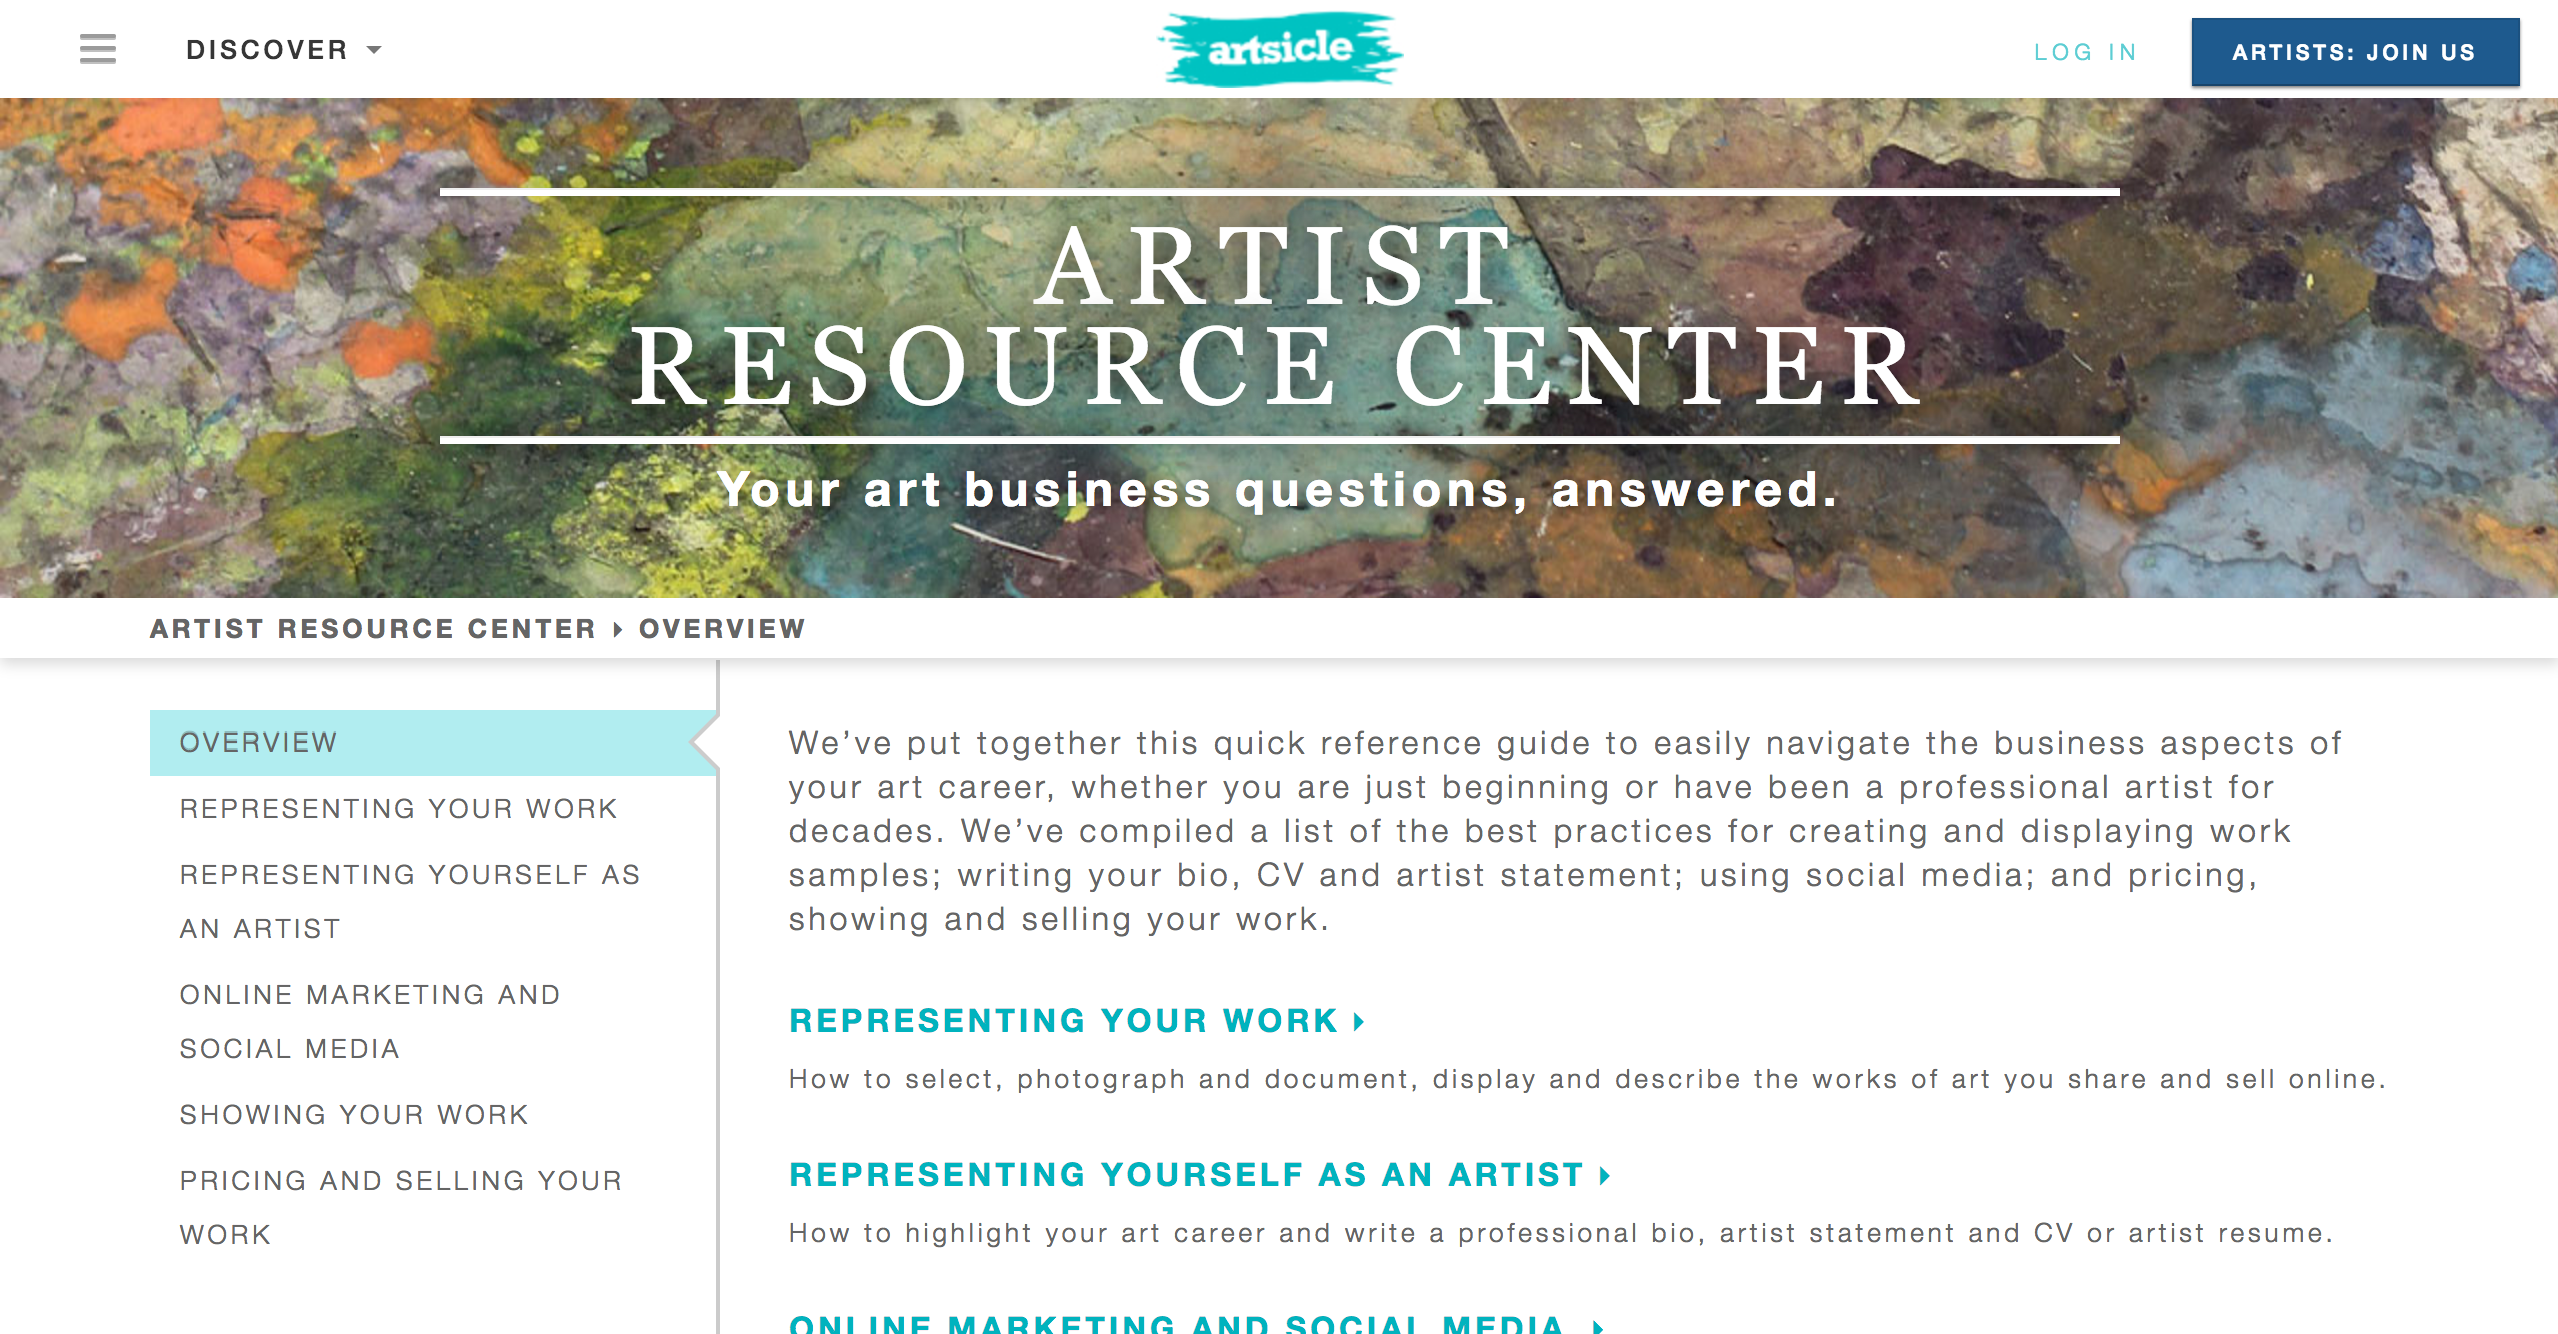 DISCOVER
artsicle
LOG IN
ARTISTS: JOIN US
ARTIST
RESOURCE CENTER
Your art business questions, answered.
ARTIST RESOURCE CENTER OVERVIEW
OVERVIEW
REPRESENTING YOUR WORK
REPRESENTING YOURSELF AS
AN ARTIST
ONLINE MARKETING AND
SOCIAL MEDIA
SHOWING YOUR WORK
PRICING AND SELLING YOUR
WORK
We’ve put together this quick reference guide to easily navigate the business aspects of
your art career, whether you are just beginning or have been a professional artist for
decades. We’ve compiled a list of the best practices for creating and displaying work
samples; writing your bio, CV and artist statement; using social media; and pricing,
showing and selling your work.
REPRESENTING YOUR WORK
How to select, photograph and document, display and describe the works of art you share and sell online.
REPRESENTING YOURSELF AS AN ARTIST
How to highlight your art career and write a professional bio, artist statement and CV or artist resume.
ONLINE MARKETING AND SOCIAL MEDIA